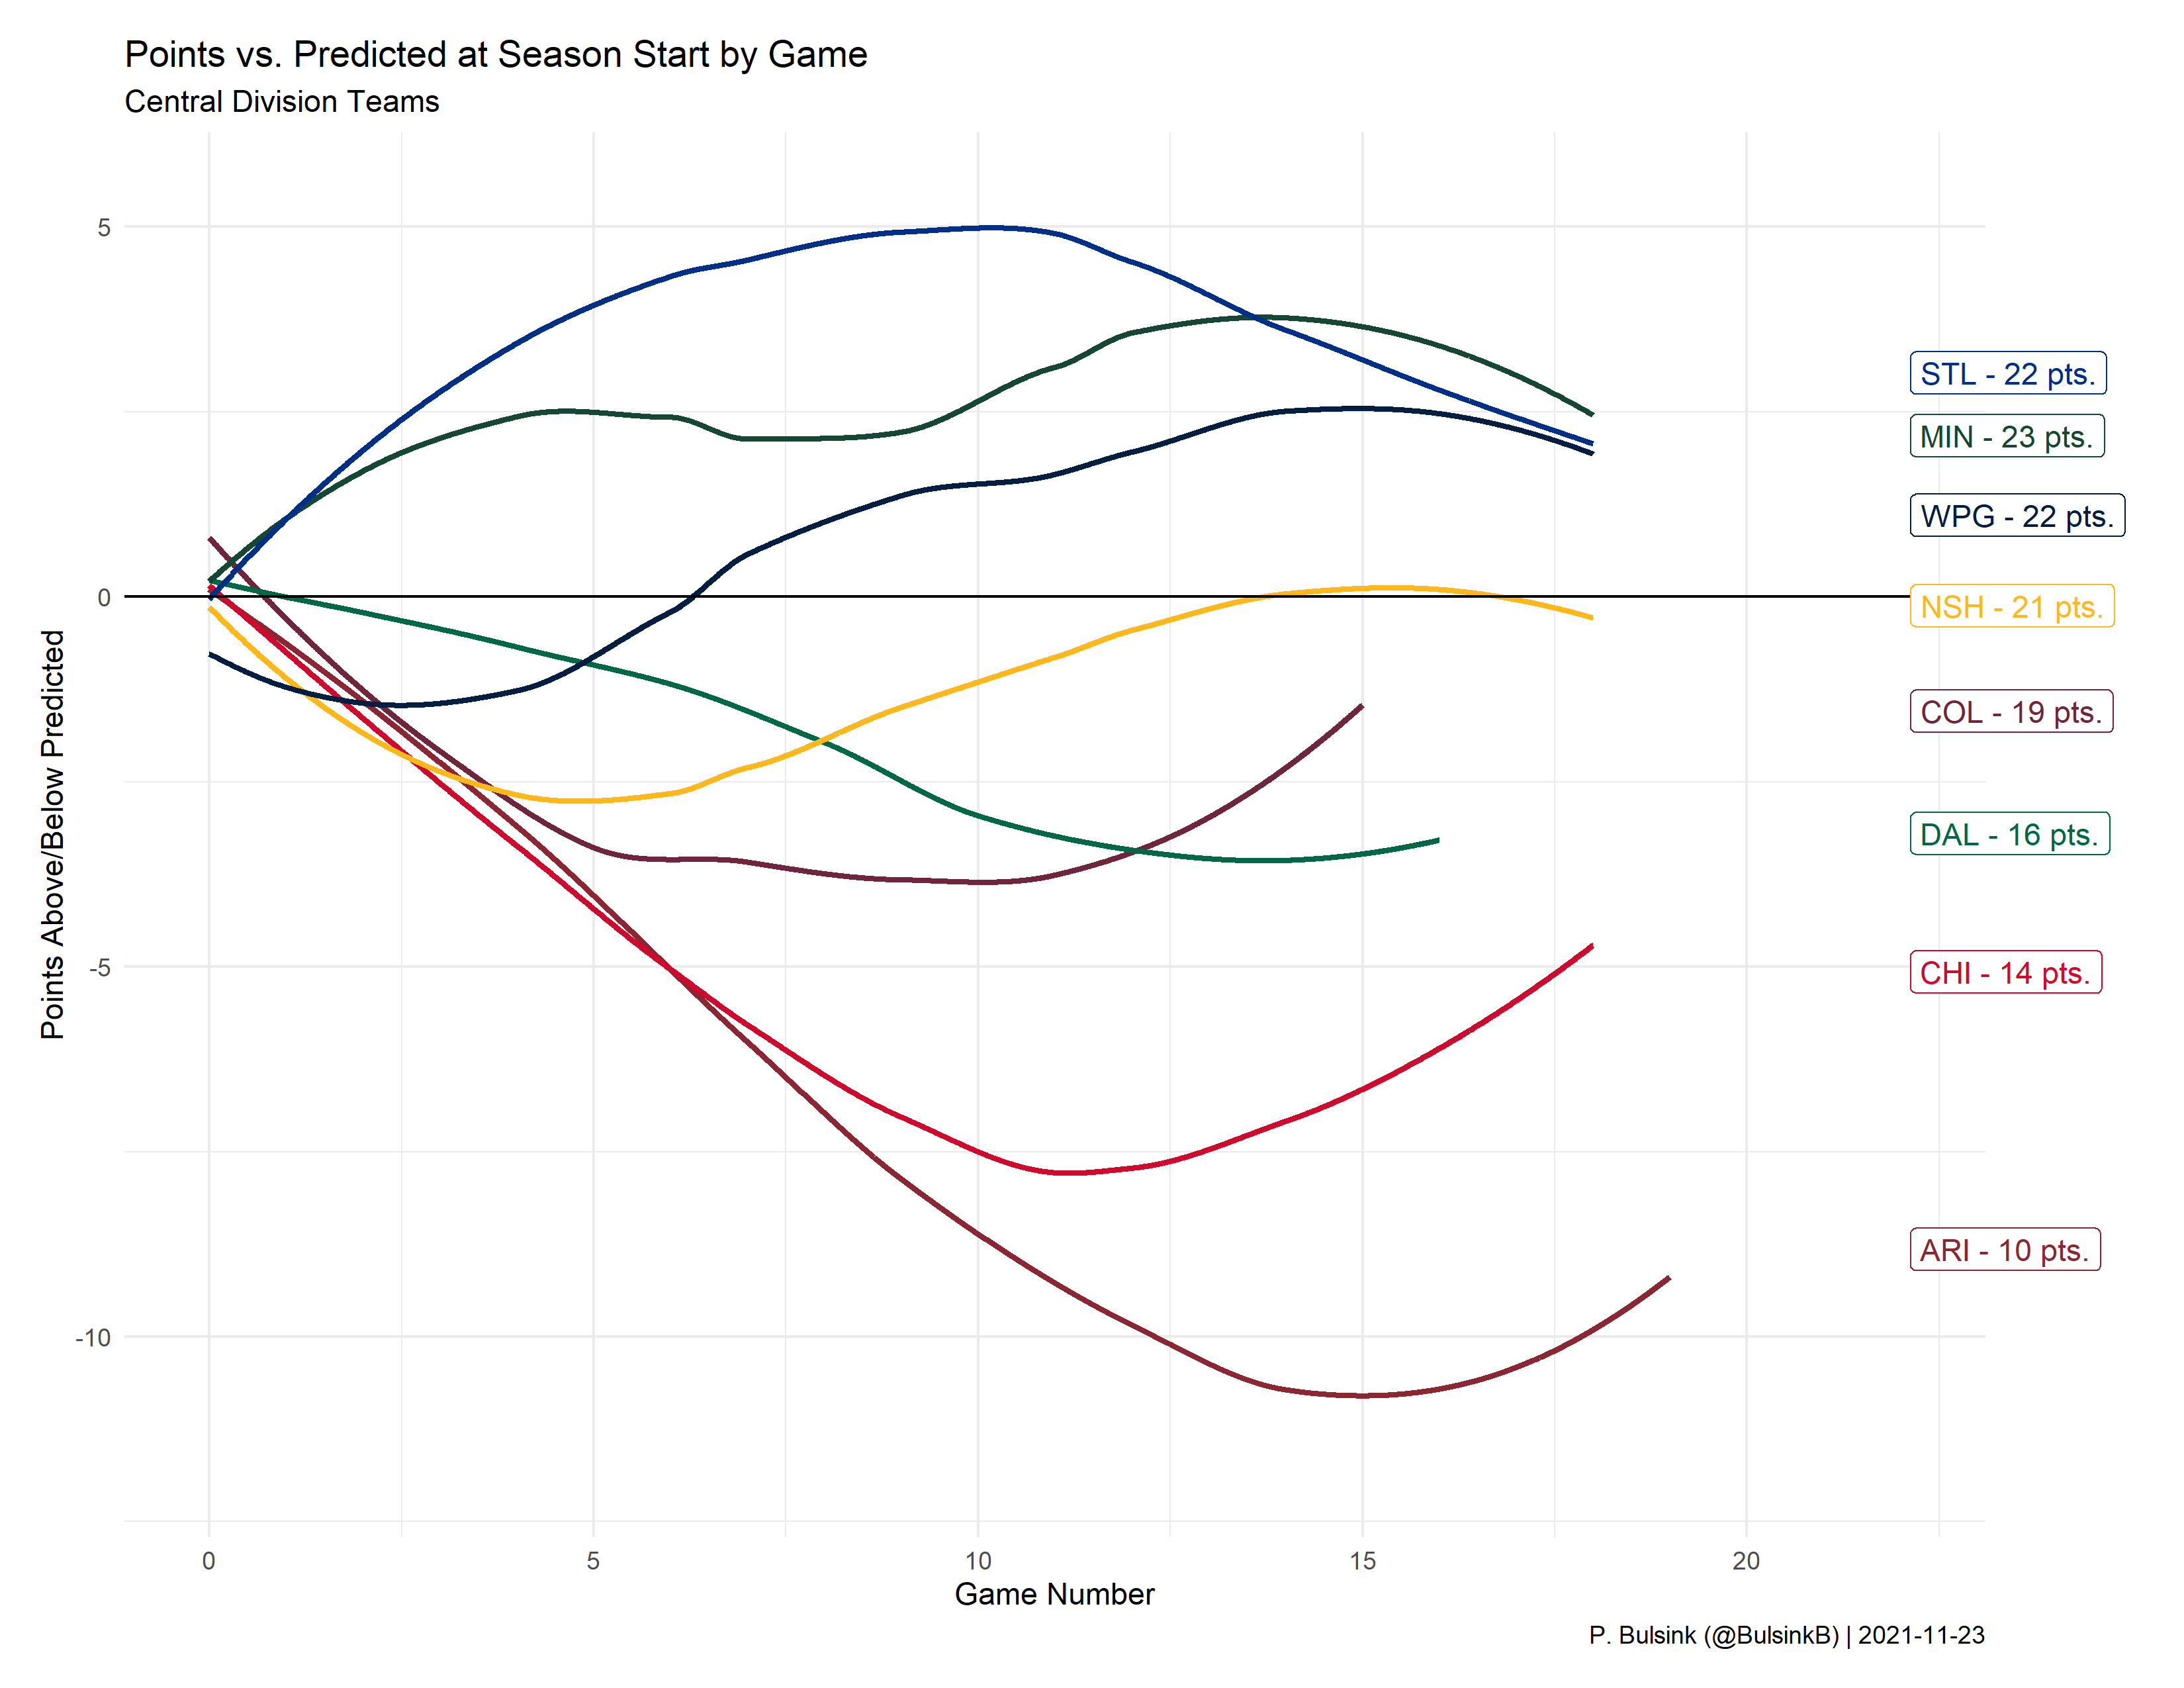 Points vs. Predicted at Season Start by Game
Central Division Teams
Points Above/Below Predicted
5
0
-5
-10
STL - 22 pts.
MIN - 23 pts.
WPG - 22 pts.
NSH - 21 pts.
COL - 19 pts.
DAL - 16 pts.
CHI - 14 pts.
ARI - 10 pts.
0 5 10 15 20
Game Number
P. Bulsink (@BulsinkB) | 2021-11-23